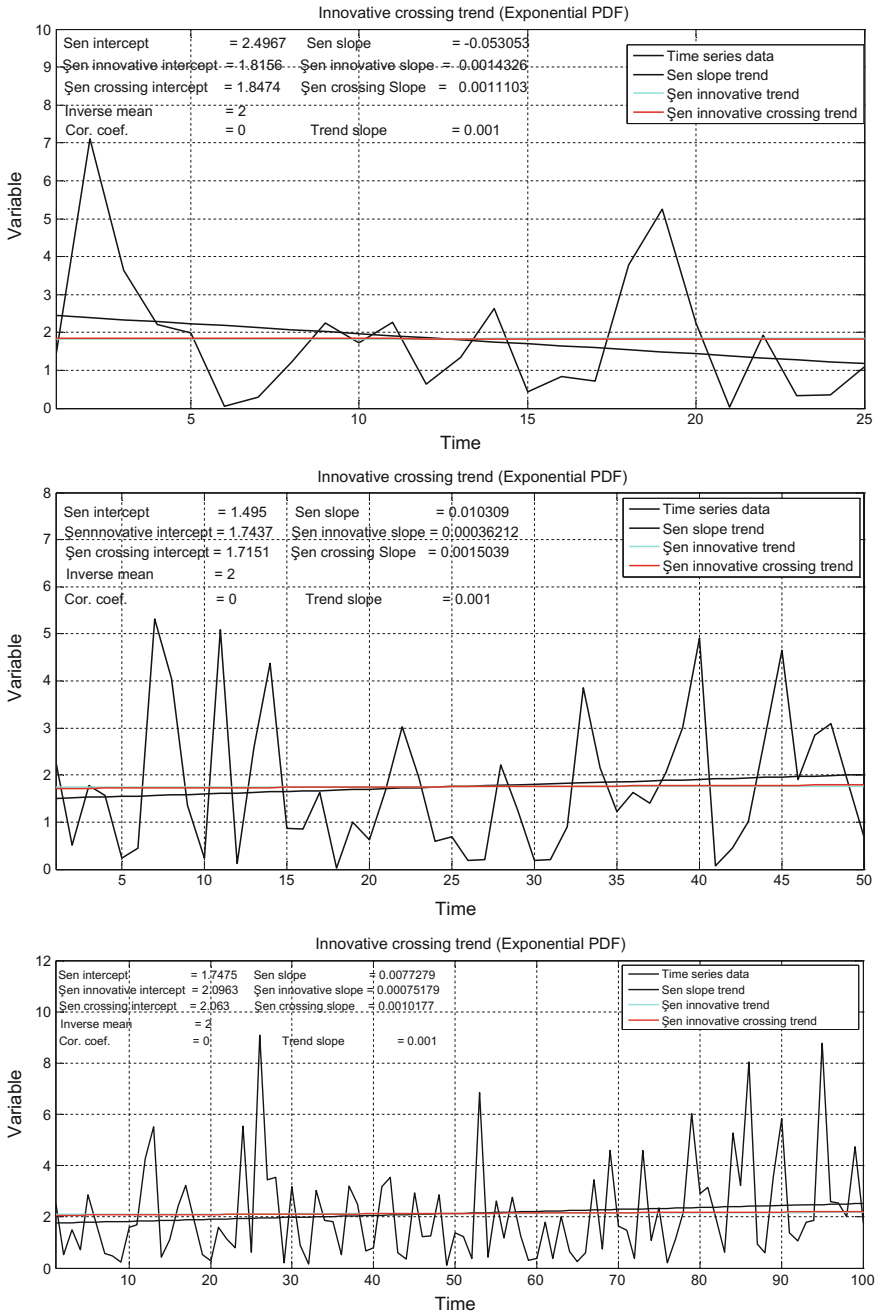 Innovative crossing trend (Exponential PDF)
Sen intercept = 2.4967 Sen slope = -0.053053
Şen innovative intercept = 1.8156 Şen innovative slope = 0.0014326
Şen crossing intercept = 1.8474 Şen crossing Slope = 0.0011103
Inverse mean = 2
Cor. coef. = 0 Trend slope = 0.001
Time series data
Sen slope trend
Şen innovative trend
Şen innovative crossing trend
10
9
8
7
6
5
4
3
2
1
0
Variable
5 10 15 20 25
Time
Innovative crossing trend (Exponential PDF)
Sen intercept = 1.495 Sen slope = 0.010309
Şennnovative intercept = 1.7437 Şen innovative slope = 0.00036212
Şen crossing intercept = 1.7151 Şen crossing Slope = 0.0015039
Inverse mean = 2
Cor. coef. = 0 Trend slope = 0.001
Time series data
Sen slope trend
Şen innovative trend
Şen innovative crossing trend
8
7
6
5
4
3
2
1
0
Variable
5 10 15 20 25 30 35 40 45 50
Time
Innovative crossing trend (Exponential PDF)
Sen intercept = 1.7475 Sen slope = 0.0077279
Şen innovative intercept = 2.0963 Şen innovative slope = 0.00075179
Şen crossing intercept = 2.063 Şen crossing slope = 0.0010177
Inverse mean = 2
Cor. coef. = 0 Trend slope = 0.001
Time series data
Sen slope trend
Şen innovative trend
Şen innovative crossing trend
12
10
8
6
4
2
0
Variable
10 20 30 40 50 60 70 80 90 100
Time